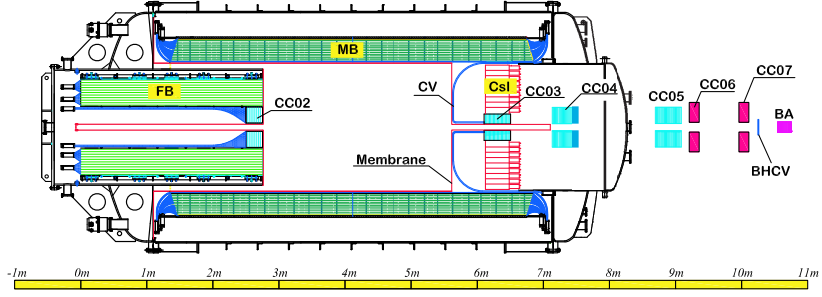 MB
FB
CC02
CV
CsI
CC03
CC04
CC05
CC06
CC07
BA
BHCV
Membrane
-1m 0m 1m 2m 3m 4m 5m 6m 7m 8m 9m 10m 11m